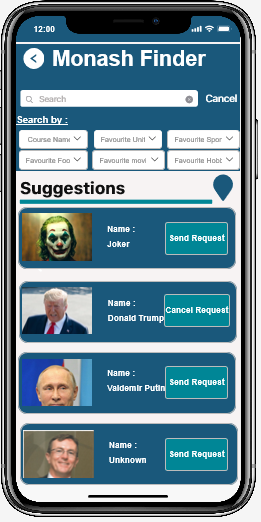 12:00
Monash Finder
Search
Cancel
Search by :
Course Name
Favourite Unit
Favourite Spor
Favourite Foo
Favourite movi
Favourite Hobb
Suggestions
Name :
Joker
Send Request
Name :
Donald Trump
Cancel Request
Name :
Valdemir Putin
Send Request
Name :
Unknown
Send Request